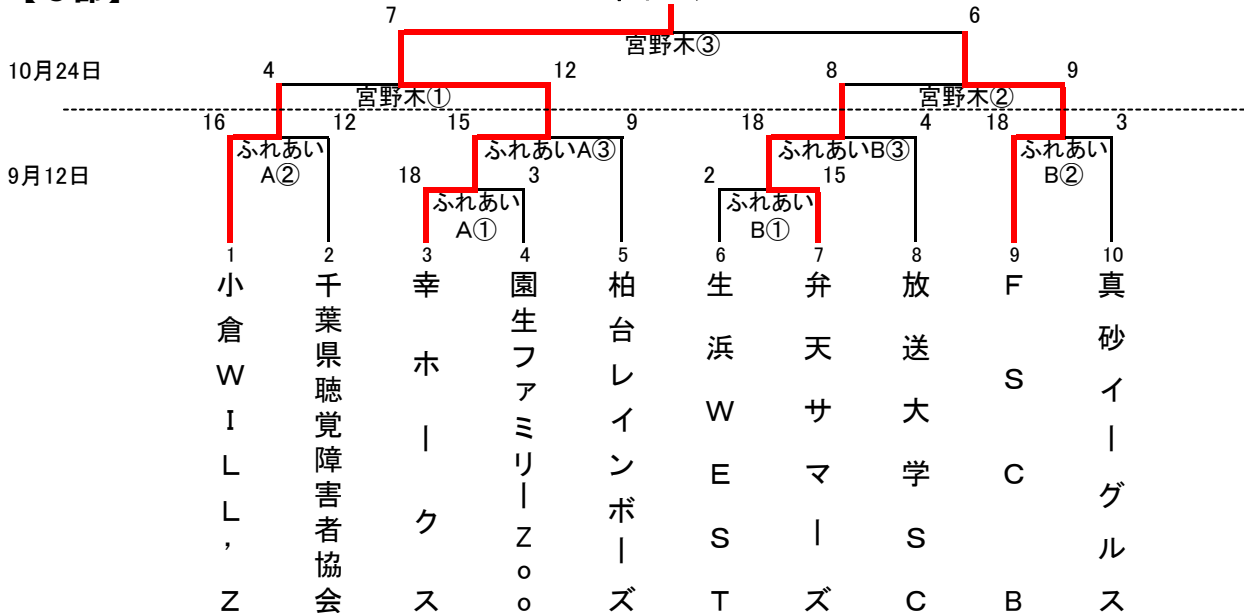 7 6
宮野木③
10月24日 4 12 8 9
宮野木① 宮野木②
16 12 15 9 18 4 18 3
ふれあい A② ふれあいA③ ふれあいB③ ふれあい B②
9月12日 18 3 2 15
ふれあい A① ふれあい B①
1 2 3 4 5 6 7 8 9 10
小倉WILL’Z
千葉県聴覚障害者協会
幸ホークス
園生ファミリーZoo
柏台レインボーズ
生浜WEST
弁天サマーズ
放送大学SC
FSCB
真砂イーグルス